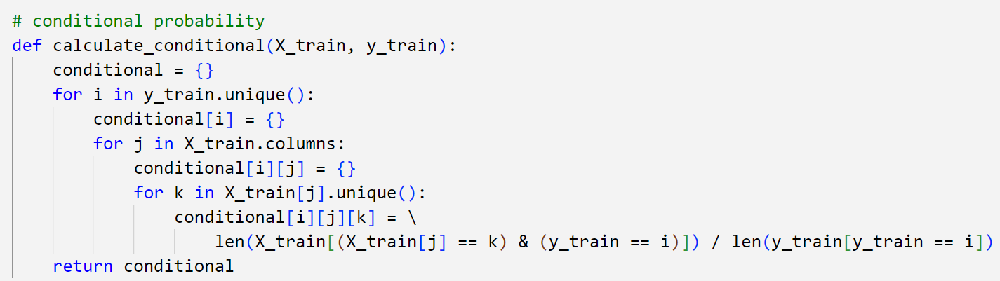 # conditional probability
def calculate_conditional(X_train, y_train):
    conditional = {}
    for i in y_train.unique():
        conditional[i] = {}
        for j in X_train.columns:
            conditional[i][j] = {}
            for k in X_train[j].unique():
                conditional[i][j][k] = \
                    len(X_train[(X_train[j] == k) & (y_train == i)]) / len(y_train[y_train == i])
    return conditional